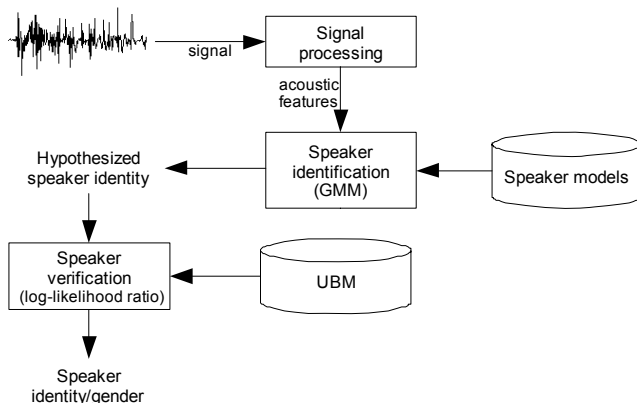 signal
Signal
processing
acoustic
features
Speaker
identification
(GMM)
Speaker models
Hypothesized
speaker identity
Speaker
verification
(log-likelihood ratio)
UBM
Speaker
identity/gender